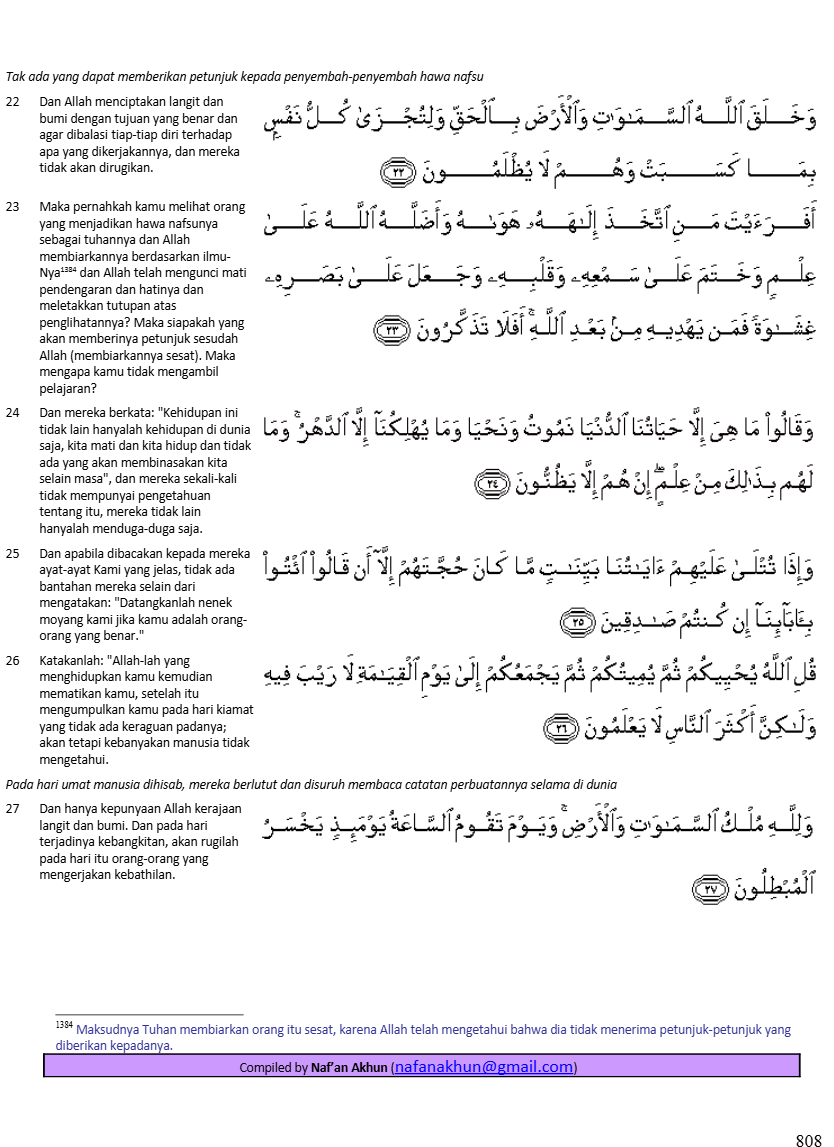 Tak ada yang dapat memberikan petunjuk kepada penyembah-penyembah hawa nafsu
22 Dan Allah menciptakan langit dan
bumi dengan tujuan yang benar dan
agar dibalasi tiap-tiap diri terhadap
apa yang dikerjakannya, dan mereka
tidak akan dirugikan.
وَخَلَقَ ٱللَّهُ ٱلسَّمَـٰوَٰتِ وَٱلْأَرْضَ بِٱلْحَقِّ وَلِتُجْزَىٰ كُلُّ نَفْسٍۭ
بِمَا كَسَبَتْ وَهُمْ لَا يُظْلَمُونَ ٢٢
23 Maka pernahkah kamu melihat orang
yang menjadikan hawa nafsunya
sebagai tuhannya dan Allah
membiarkannya berdasarkan ilmu-
Nya1384 dan Allah telah mengunci mati
pendengaran dan hatinya dan
meletakkan tutupan atas
penglihatannya? Maka siapakah yang
akan memberinya petunjuk sesudah
Allah (membiarkannya sesat). Maka
mengapa kamu tidak mengambil
pelajaran?
أَفَرَءَيْتَ مَنِ ٱتَّخَذَ إِلَـٰهَهُۥ هَوَىٰهُ وَأَضَلَّهُ ٱللَّهُ عَلَىٰ
عِلْمٍ وَخَتَمَ عَلَىٰ سَمْعِهِۦ وَقَلْبِهِۦ وَجَعَلَ عَلَىٰ بَصَرِهِۦ
غِشَـٰوَةً فَمَن يَهْدِيهِ مِنۢ بَعْدِ ٱللَّهِ ۚ أَفَلَا تَذَكَّرُونَ ٢٣
24 Dan mereka berkata: "Kehidupan ini
tidak lain hanyalah kehidupan di dunia
saja, kita mati dan kita hidup dan tidak
ada yang akan membinasakan kita
selain masa", dan mereka sekali-kali
tidak mempunyai pengetahuan
tentang itu, mereka tidak lain
hanyalah menduga-duga saja.
وَقَالُوا۟ مَا هِىَ إِلَّا حَيَاتُنَا ٱلدُّنْيَا نَمُوتُ وَنَحْيَا وَمَا يُهْلِكُنَآ إِلَّا ٱلدَّهْرُ ۚ وَمَا
لَهُم بِذَٰلِكَ مِنْ عِلْمٍ ۖ إِنْ هُمْ إِلَّا يَظُنُّونَ ٢٤
25 Dan apabila dibacakan kepada mereka
ayat-ayat Kami yang jelas, tidak ada
bantahan mereka selain dari
mengatakan: "Datangkanlah nenek
moyang kami jika kamu adalah orang-
orang yang benar."
وَإِذَا تُتْلَىٰ عَلَيْهِمْ ءَايَـٰتُنَا بَيِّنَـٰتٍ مَّا كَانَ حُجَّتَهُمْ إِلَّآ أَن قَالُوا۟ ٱئْتُوا۟
بِـَٔابَآئِنَآ إِن كُنتُمْ صَـٰدِقِينَ ٢٥
26 Katakanlah: "Allah-lah yang
menghidupkan kamu kemudian
mematikan kamu, setelah itu
mengumpulkan kamu pada hari kiamat
yang tidak ada keraguan padanya;
akan tetapi kebanyakan manusia tidak
mengetahui.
قُلِ ٱللَّهُ يُحْيِيكُمْ ثُمَّ يُمِيتُكُمْ ثُمَّ يَجْمَعُكُمْ إِلَىٰ يَوْمِ ٱلْقِيَـٰمَةِ لَا رَيْبَ فِيهِ
وَلَـٰكِنَّ أَكْثَرَ ٱلنَّاسِ لَا يَعْلَمُونَ ٢٦
Pada hari umat manusia dihisab, mereka berlutut dan disuruh membaca catatan perbuatannya selama di dunia
27 Dan hanya kepunyaan Allah kerajaan
langit dan bumi. Dan pada hari
terjadinya kebangkitan, akan rugilah
pada hari itu orang-orang yang
mengerjakan kebathilan.
وَلِلَّهِ مُلْكُ ٱلسَّمَـٰوَٰتِ وَٱلْأَرْضِ ۚ وَيَوْمَ تَقُومُ ٱلسَّاعَةُ يَوْمَئِذٍ يَخْسَرُ
ٱلْمُبْطِلُونَ ٢٧
1384 Maksudnya Tuhan membiarkan orang itu sesat, karena Allah telah mengetahui bahwa dia tidak menerima petunjuk-petunjuk yang
diberikan kepadanya.
Compiled by Naf’an Akhun (nafanakhun@gmail.com)
808